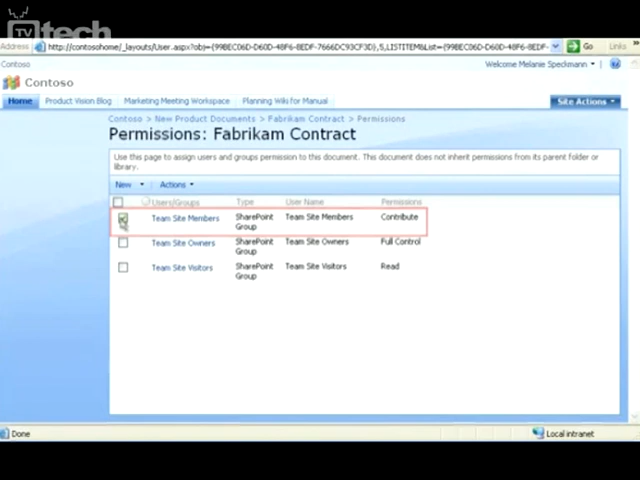 TV tech
Address http://contosohome/_layouts/User.aspx?obj={99BEC06D-D60D-48F6-8EDF-7666DC93CF3D},5,LISTITEM&List={99BEC06D-D60D-48F6-8EDF- Go Links »
Contoso Welcome Melanie Speckmann
Contoso
Home Product Vision Blog Marketing Meeting Workspace Planning Wiki for Manual Site Actions
Contoso > New Product Documents > Fabrikam Contract > Permissions
Permissions: Fabrikam Contract
Use this page to assign users and groups permission to this document. This document does not inherit permissions from its parent folder or
library.
New Actions
Users/Groups Type User Name Permissions
Team Site Members SharePoint Group Team Site Members Contribute
Team Site Owners SharePoint Group Team Site Owners Full Control
Team Site Visitors SharePoint Group Team Site Visitors Read
Done Local intranet